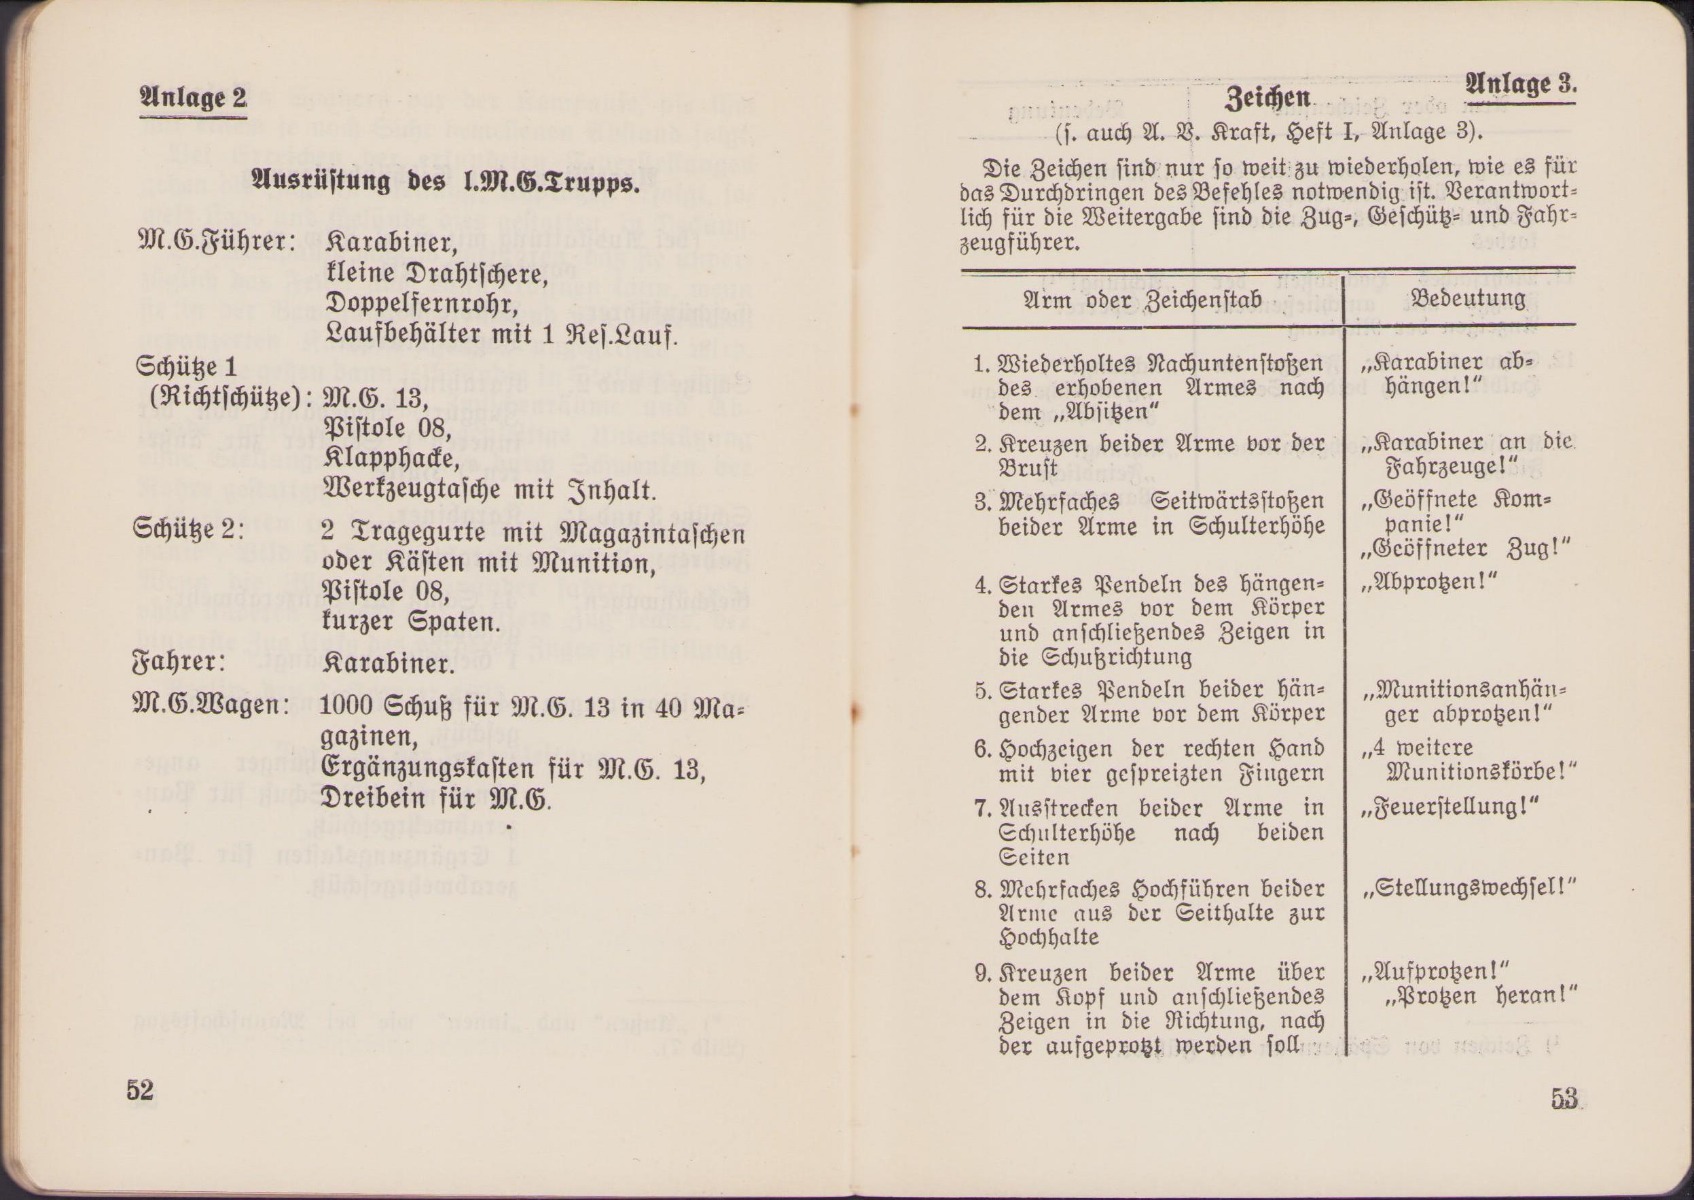 Anlage 2
Ausrüstung des l.M.G.Trupps.
M.G.Führer: Karabiner,
kleine Drahtschere,
Doppelfernrohr,
Laufbehälter mit 1 Res.Lauf.
Schütze 1
(Richtschütze): M.G. 13,
Pistole 08,
Klapphacke,
Werkzeugtasche mit Inhalt.
Schütze 2: 2 Tragegurte mit Magazintaschen
oder Kästen mit Munition,
Pistole 08,
kurzer Spaten.
Fahrer: Karabiner.
M.G.Wagen: 1000 Schuß für M.G. 13 in 40 Ma-
gazinen,
Ergänzungskasten für M.G. 13,
Dreibein für M.G.
52
Anlage 3.
Zeichen
(s. auch A. V. Kraft, Heft I, Anlage 3).
Die Zeichen sind nur so weit zu wiederholen, wie es für
das Durchdringen des Befehles notwendig ist. Verantwort-
lich für die Weitergabe sind die Zug-, Geschütz- und Fahr-
zeugführer.
Arm oder Zeichenstab | Bedeutung
1. Wiederholtes Nachuntenstoßen „Karabiner ab-
des erhobenen Armes nach hängen!“
dem „Absitzen“
2. Kreuzen beider Arme vor der „Karabiner an die
Brust Fahrzeuge!“
3. Mehrfaches Seitwärtsstoßen „Geöffnete Kom-
beider Arme in Schulterhöhe panie!“
„Geöffneter Zug!“
4. Starkes Pendeln des hängen- „Abprotzen!“
den Armes vor dem Körper
und anschließendes Zeigen in
die Schußrichtung
5. Starkes Pendeln beider hän- „Munitionsanhän-
gender Arme vor dem Körper ger abprotzen!“
6. Hochzeigen der rechten Hand „4 weitere
mit vier gespreizten Fingern Munitionskörbe!“
7. Ausstrecken beider Arme in „Feuerstellung!“
Schulterhöhe nach beiden
Seiten
8. Mehrfaches Hochführen beider „Stellungswechsel!“
Arme aus der Seithalte zur
Hochhalte
9. Kreuzen beider Arme über „Aufprotzen!“
dem Kopf und anschließendes „Protzen heran!“
Zeigen in die Richtung, nach
der aufgeprotzt werden soll
53